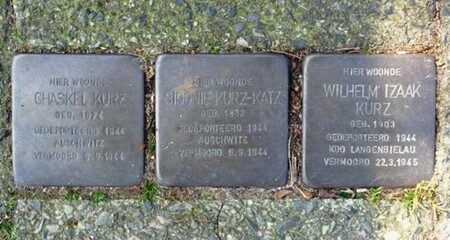 HIER WOONDE
CHASKEL KURZ
GEB. 1874
GEDEPORTEERD 1944
AUSCHWITZ
VERMOORD 6.9.1944
HIER WOONDE
SIDONIE KURZ-KATZ
GEB. 1872
GEDEPORTEERD 1944
AUSCHWITZ
VERMOORD 6.9.1944
HIER WOONDE
WILHELM IZAAK
KURZ
GEB. 1903
GEDEPORTEERD 1944
KDO LANGENBIELAU
VERMOORD 22.3.1945